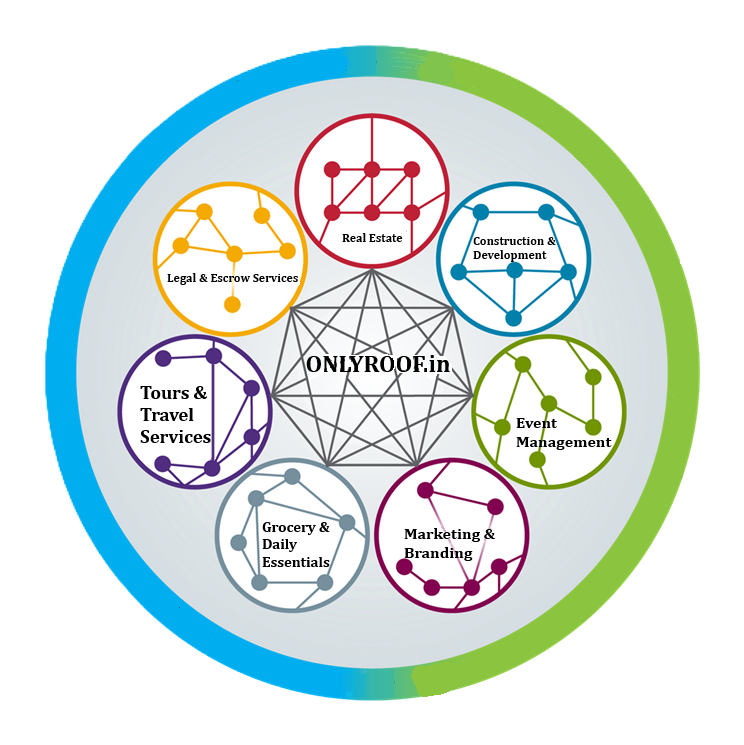 Real Estate
Construction &
Development
Legal & Escrow Services
ONLYROOF.in
Tours &
Travel
Services
Event
Management
Grocery &
Daily
Essentials
Marketing &
Branding